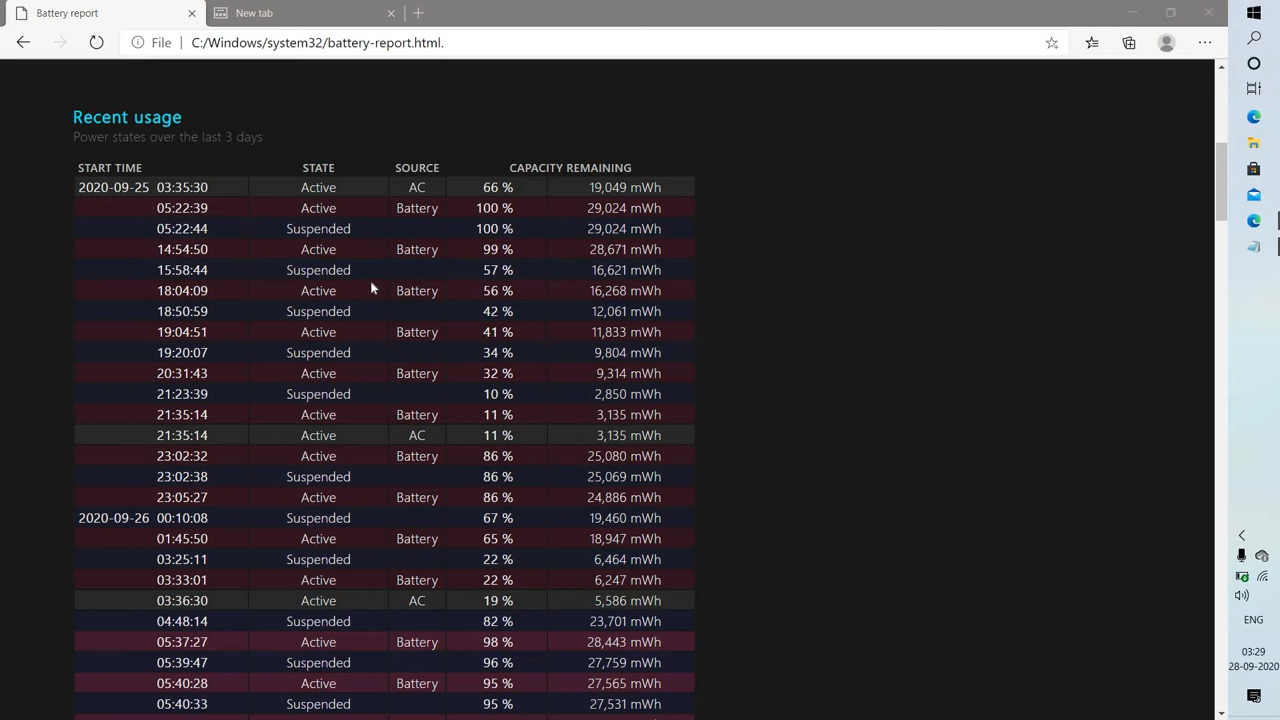 Battery report
New tab
File C:/Windows/system32/battery-report.html.
Recent usage
Power states over the last 3 days
START TIME STATE SOURCE CAPACITY REMAINING
2020-09-25 03:35:30 Active AC 66 % 19,049 mWh
05:22:39 Active Battery 100 % 29,024 mWh
05:22:44 Suspended 100 % 29,024 mWh
14:54:50 Active Battery 99 % 28,671 mWh
15:58:44 Suspended 57 % 16,621 mWh
18:04:09 Active Battery 56 % 16,268 mWh
18:50:59 Suspended 42 % 12,061 mWh
19:04:51 Active Battery 41 % 11,833 mWh
19:20:07 Suspended 34 % 9,804 mWh
20:31:43 Active Battery 32 % 9,314 mWh
21:23:39 Suspended 10 % 2,850 mWh
21:35:14 Active Battery 11 % 3,135 mWh
21:35:14 Active AC 11 % 3,135 mWh
23:02:32 Active Battery 86 % 25,080 mWh
23:02:38 Suspended 86 % 25,069 mWh
23:05:27 Active Battery 86 % 24,886 mWh
2020-09-26 00:10:08 Suspended 67 % 19,460 mWh
01:45:50 Active Battery 65 % 18,947 mWh
03:25:11 Suspended 22 % 6,464 mWh
03:33:01 Active Battery 22 % 6,247 mWh
03:36:30 Active AC 19 % 5,586 mWh
04:48:14 Suspended 82 % 23,701 mWh
05:37:27 Active Battery 98 % 28,443 mWh
05:39:47 Suspended 96 % 27,759 mWh
05:40:28 Active Battery 95 % 27,565 mWh
05:40:33 Suspended 95 % 27,531 mWh
ENG
03:29
28-09-2020